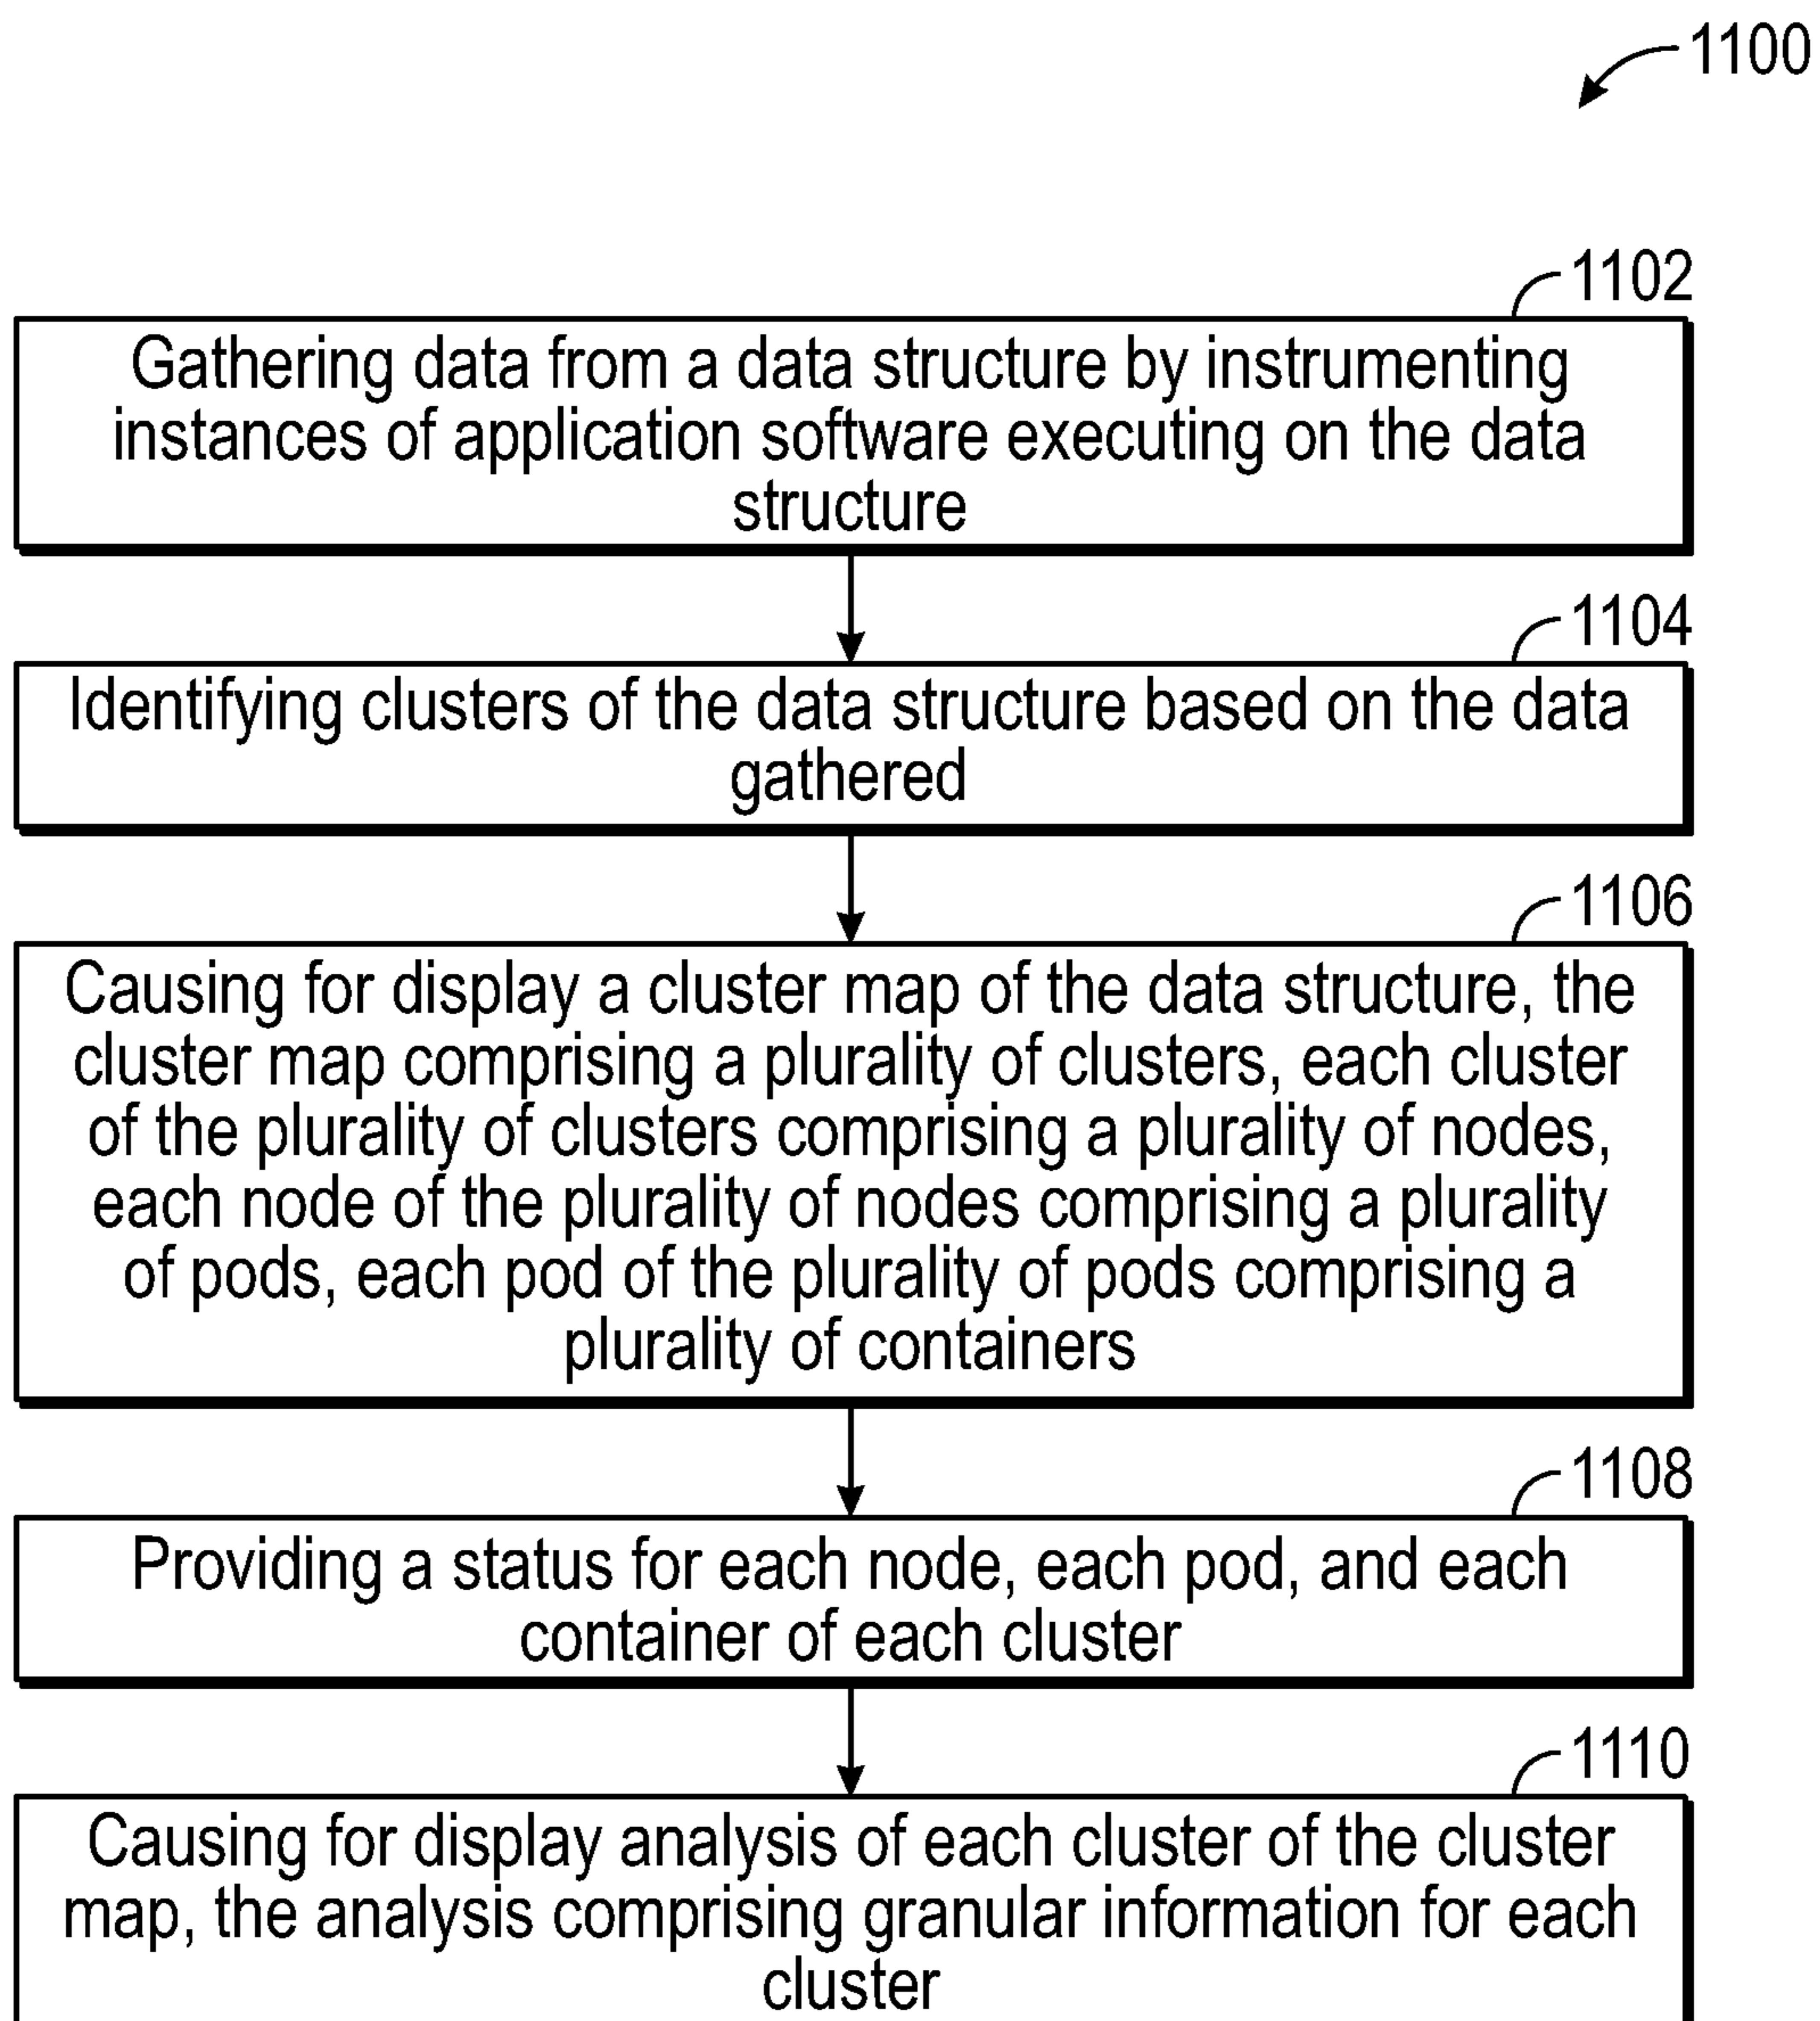 1100
1102
Gathering data from a data structure by instrumenting
instances of application software executing on the data
structure
1104
Identifying clusters of the data structure based on the data
gathered
1106
Causing for display a cluster map of the data structure, the
cluster map comprising a plurality of clusters, each cluster
of the plurality of clusters comprising a plurality of nodes,
each node of the plurality of nodes comprising a plurality
of pods, each pod of the plurality of pods comprising a
plurality of containers
1108
Providing a status for each node, each pod, and each
container of each cluster
1110
Causing for display analysis of each cluster of the cluster
map, the analysis comprising granular information for each
cluster